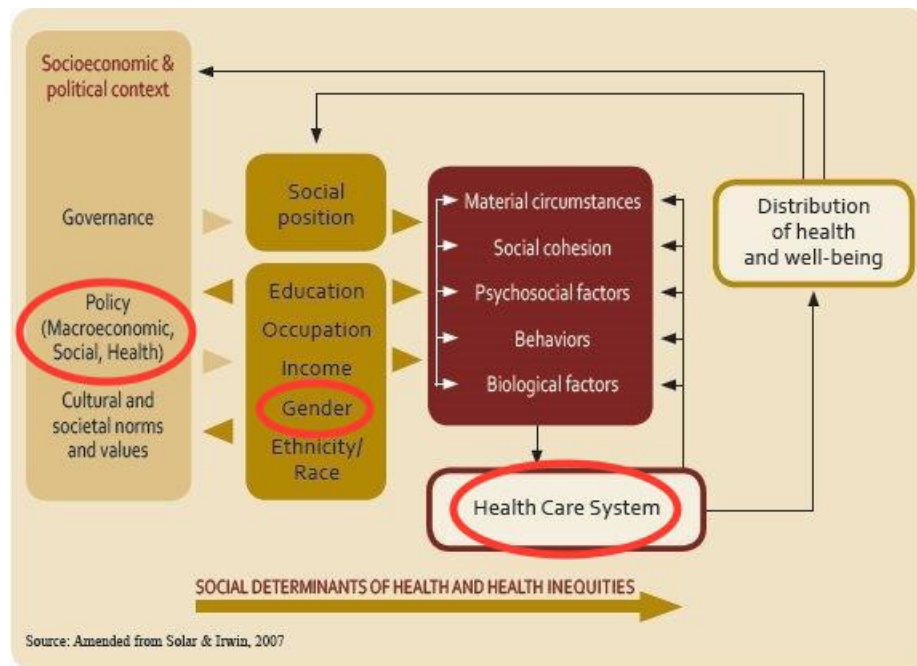 Socioeconomic &
political context
Governance
Policy
(Macroeconomic,
Social, Health)
Cultural and
societal norms
and values
Social
position
Education
Occupation
Income
Gender
Ethnicity/
Race
Material circumstances
Social cohesion
Psychosocial factors
Behaviors
Biological factors
Health Care System
Distribution
of health
and well-being
SOCIAL DETERMINANTS OF HEALTH AND HEALTH INEQUITIES
Source: Amended from Solar & Irwin, 2007